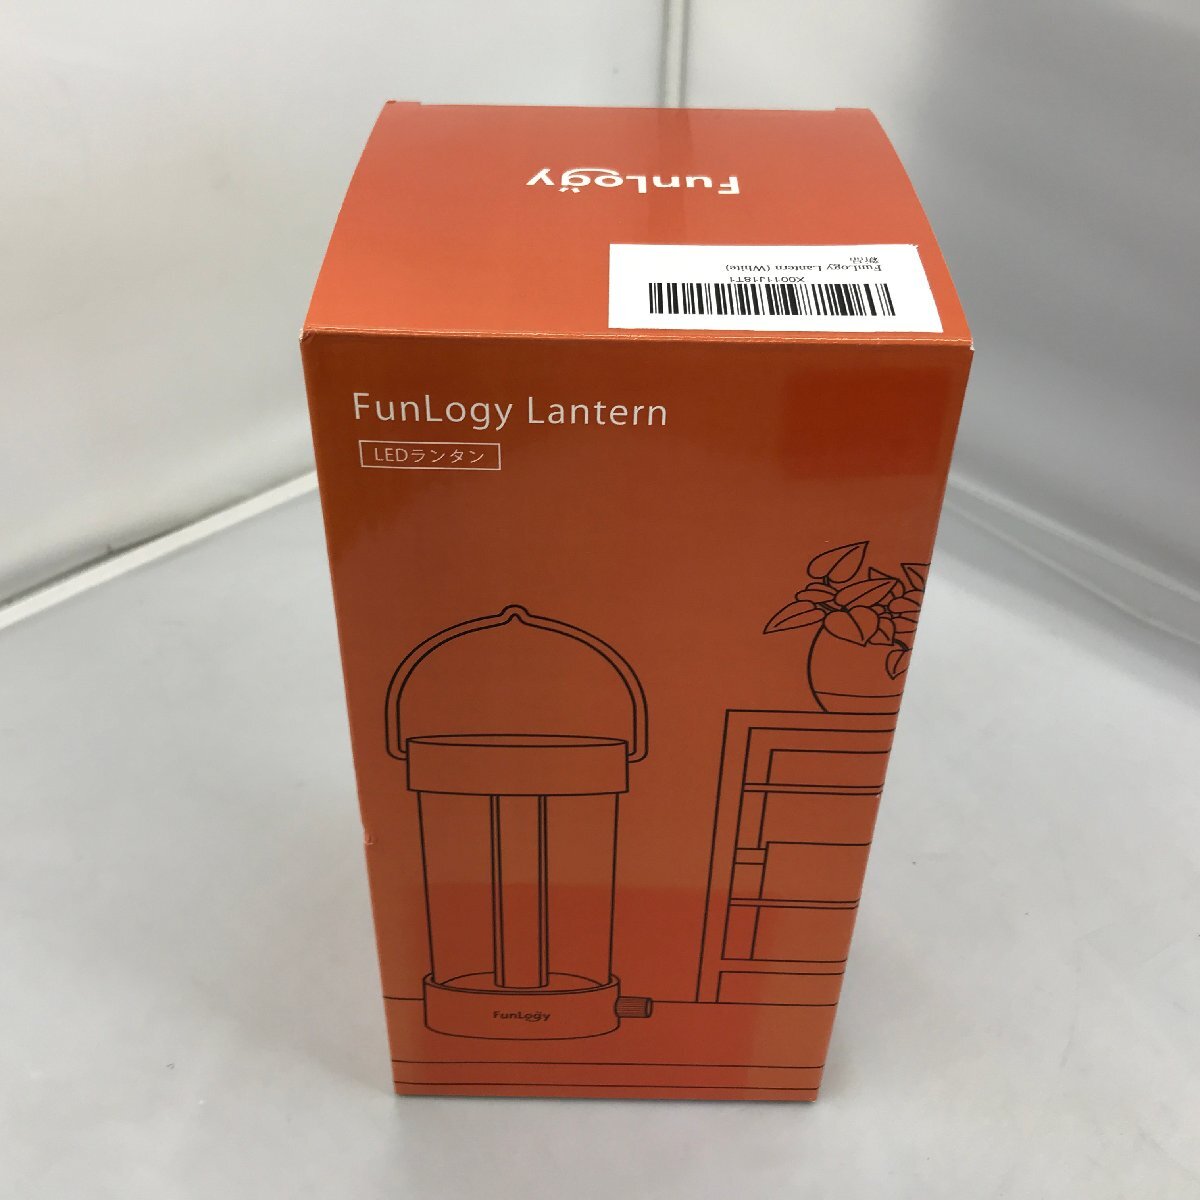 FunLogy
X0011J18T1
FunLogy Lantern (White)
新品
FunLogy Lantern
LEDランタン
FunLogy